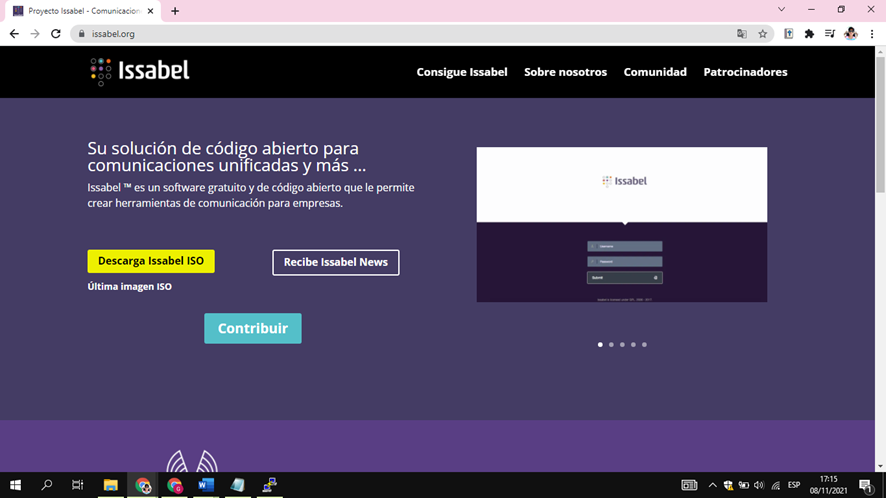 Proyecto Issabel - Comunicacion
issabel.org
Issabel
Consigue Issabel
Sobre nosotros
Comunidad
Patrocinadores
Su solución de código abierto para
comunicaciones unificadas y más ...
Issabel ™ es un software gratuito y de código abierto que le permite
crear herramientas de comunicación para empresas.
Issabel
Username
Password
Submit
Descarga Issabel ISO
Recibe Issabel News
Última imagen ISO
Contribuir
ESP
17:15
08/11/2021
1